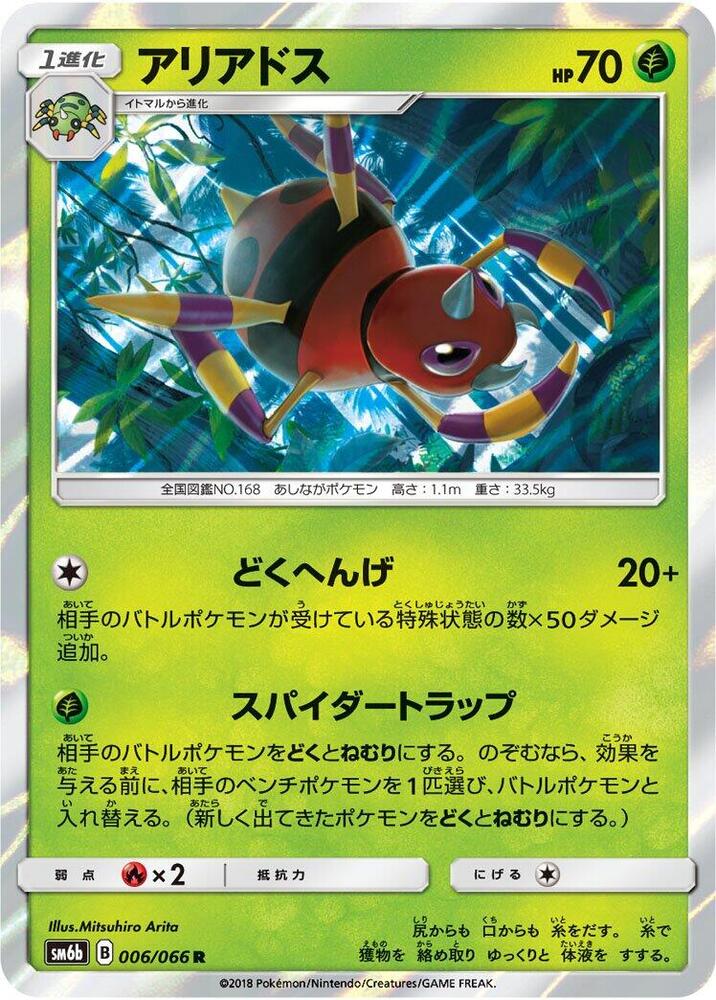 1進化
アリアドス
HP70
イトマルから進化
全国図鑑NO.168 あしながポケモン 高さ:1.1m 重さ:33.5kg
どくへんげ 20+
相手のバトルポケモンが受けている特殊状態の数×50ダメージ
追加。
スパイダートラップ
相手のバトルポケモンをどくとねむりにする。のぞむなら、効果を
与える前に、相手のベンチポケモンを1匹選び、バトルポケモンと
入れ替える。(新しく出てきたポケモンをどくとねむりにする。)
弱点 ×2 抵抗力 にげる
Illus.Mitsuhiro Arita
sm6b B 006/066 R
尻からも 口からも 糸をだす。 糸で
獲物を 絡め取り ゆっくりと 体液を すする。
©2018 Pokémon/Nintendo/Creatures/GAME FREAK.